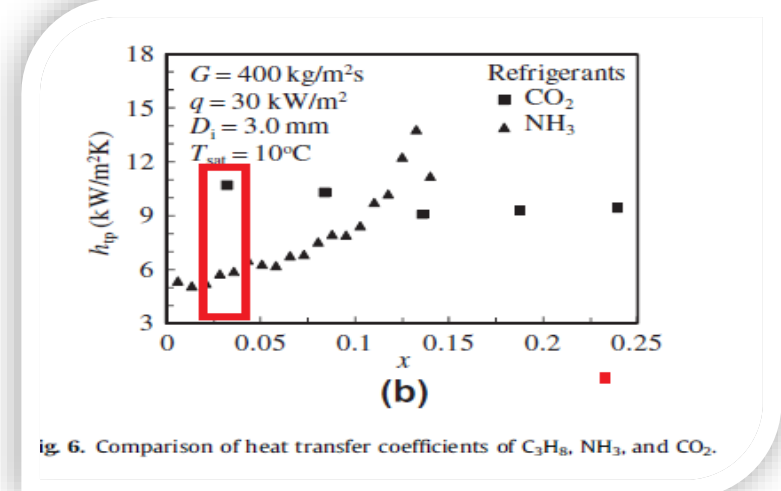 18
G = 400 kg/m²s
q = 30 kW/m²
Dᵢ = 3.0 mm
Tₛₐₜ = 10°C
Refrigerants
CO₂
NH₃
15
12
9
6
3
hₜₚ (kW/m²K)
0 0.05 0.1 0.15 0.2 0.25
x
(b)
ig. 6. Comparison of heat transfer coefficients of C₃H₈, NH₃, and CO₂.